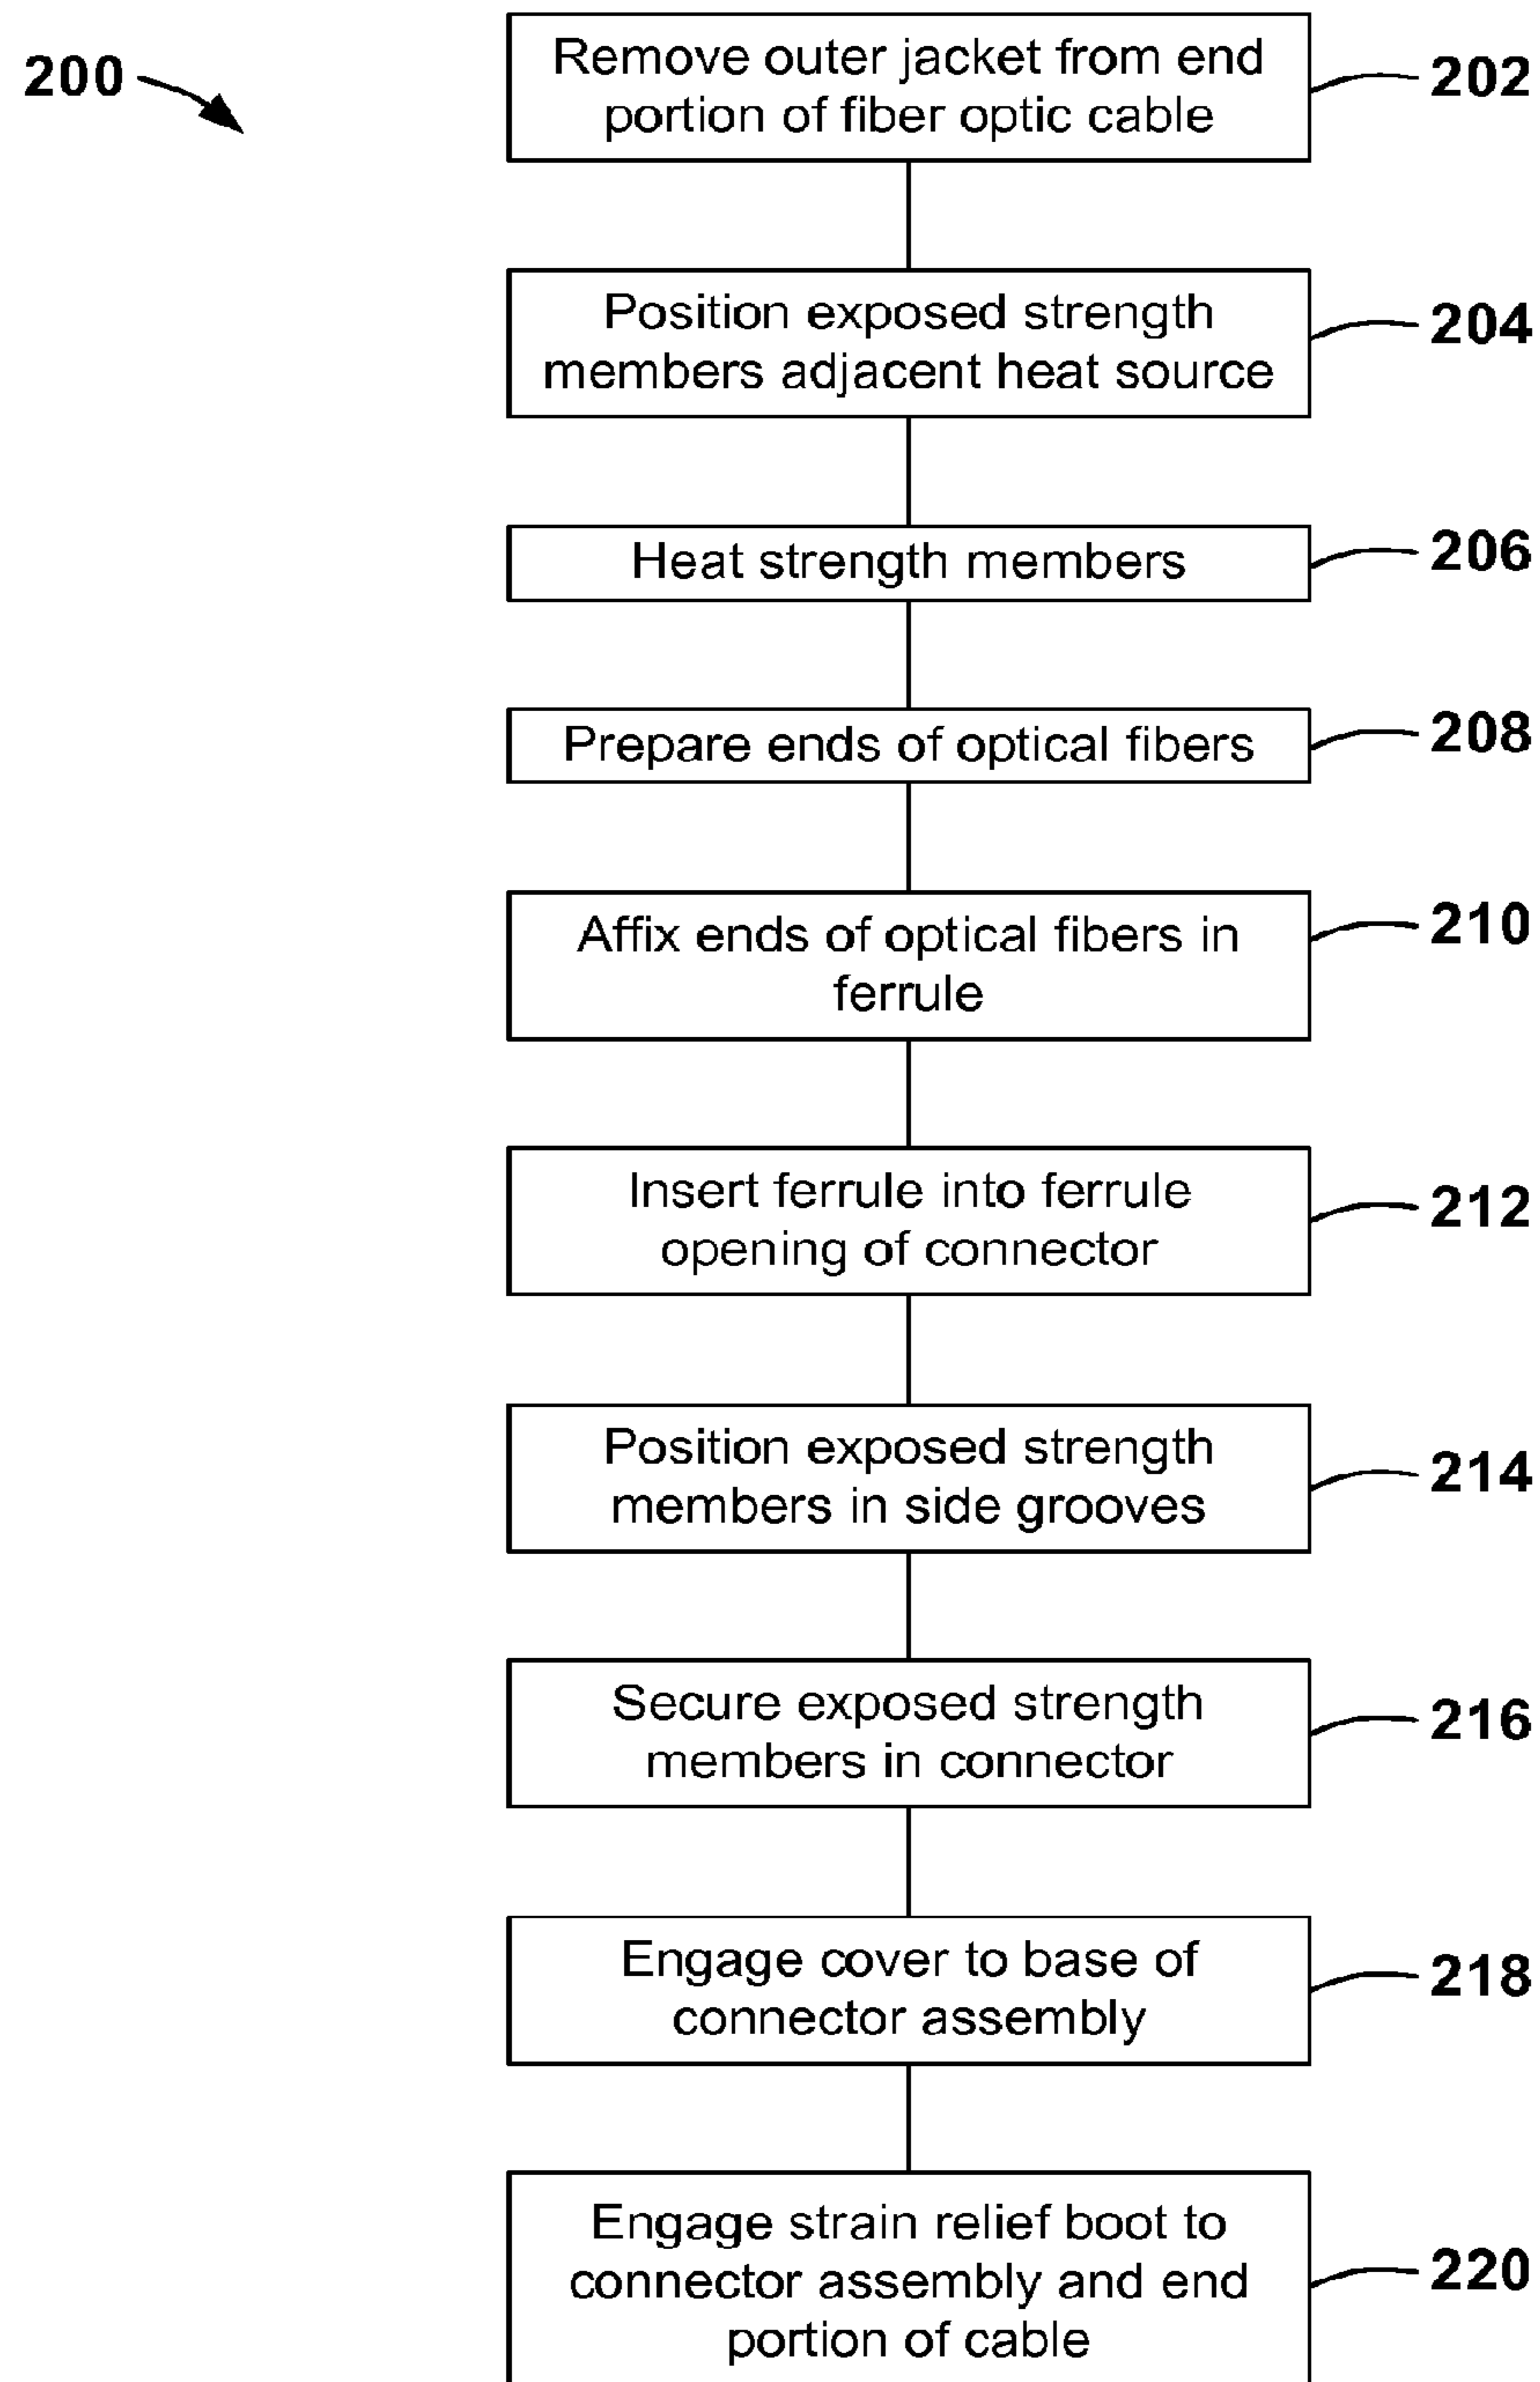 200
Remove outer jacket from end
portion of fiber optic cable
202
Position exposed strength
members adjacent heat source
204
Heat strength members
206
Prepare ends of optical fibers
208
Affix ends of optical fibers in
ferrule
210
Insert ferrule into ferrule
opening of connector
212
Position exposed strength
members in side grooves
214
Secure exposed strength
members in connector
216
Engage cover to base of
connector assembly
218
Engage strain relief boot to
connector assembly and end
portion of cable
220